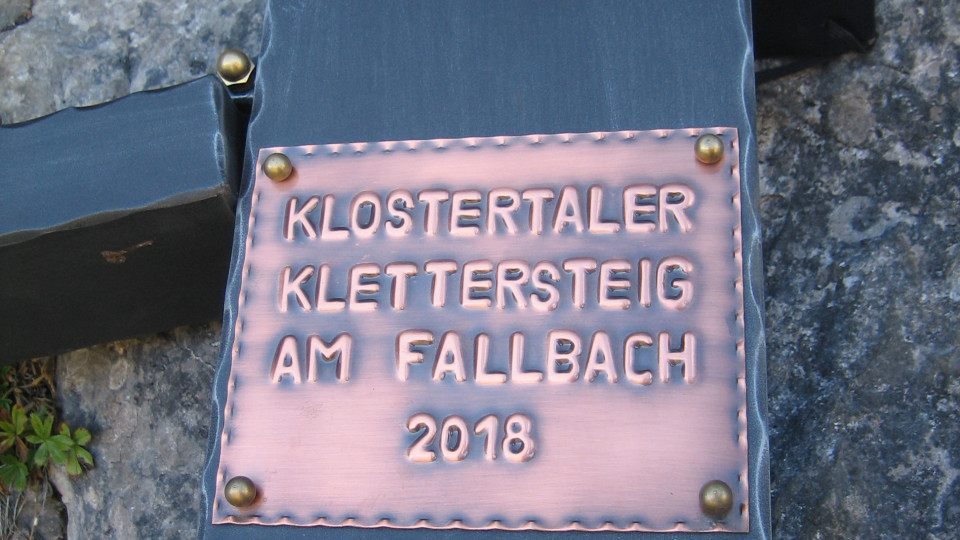 KLOSTERTALER
KLETTERSTEIG
AM FALLBACH
2018